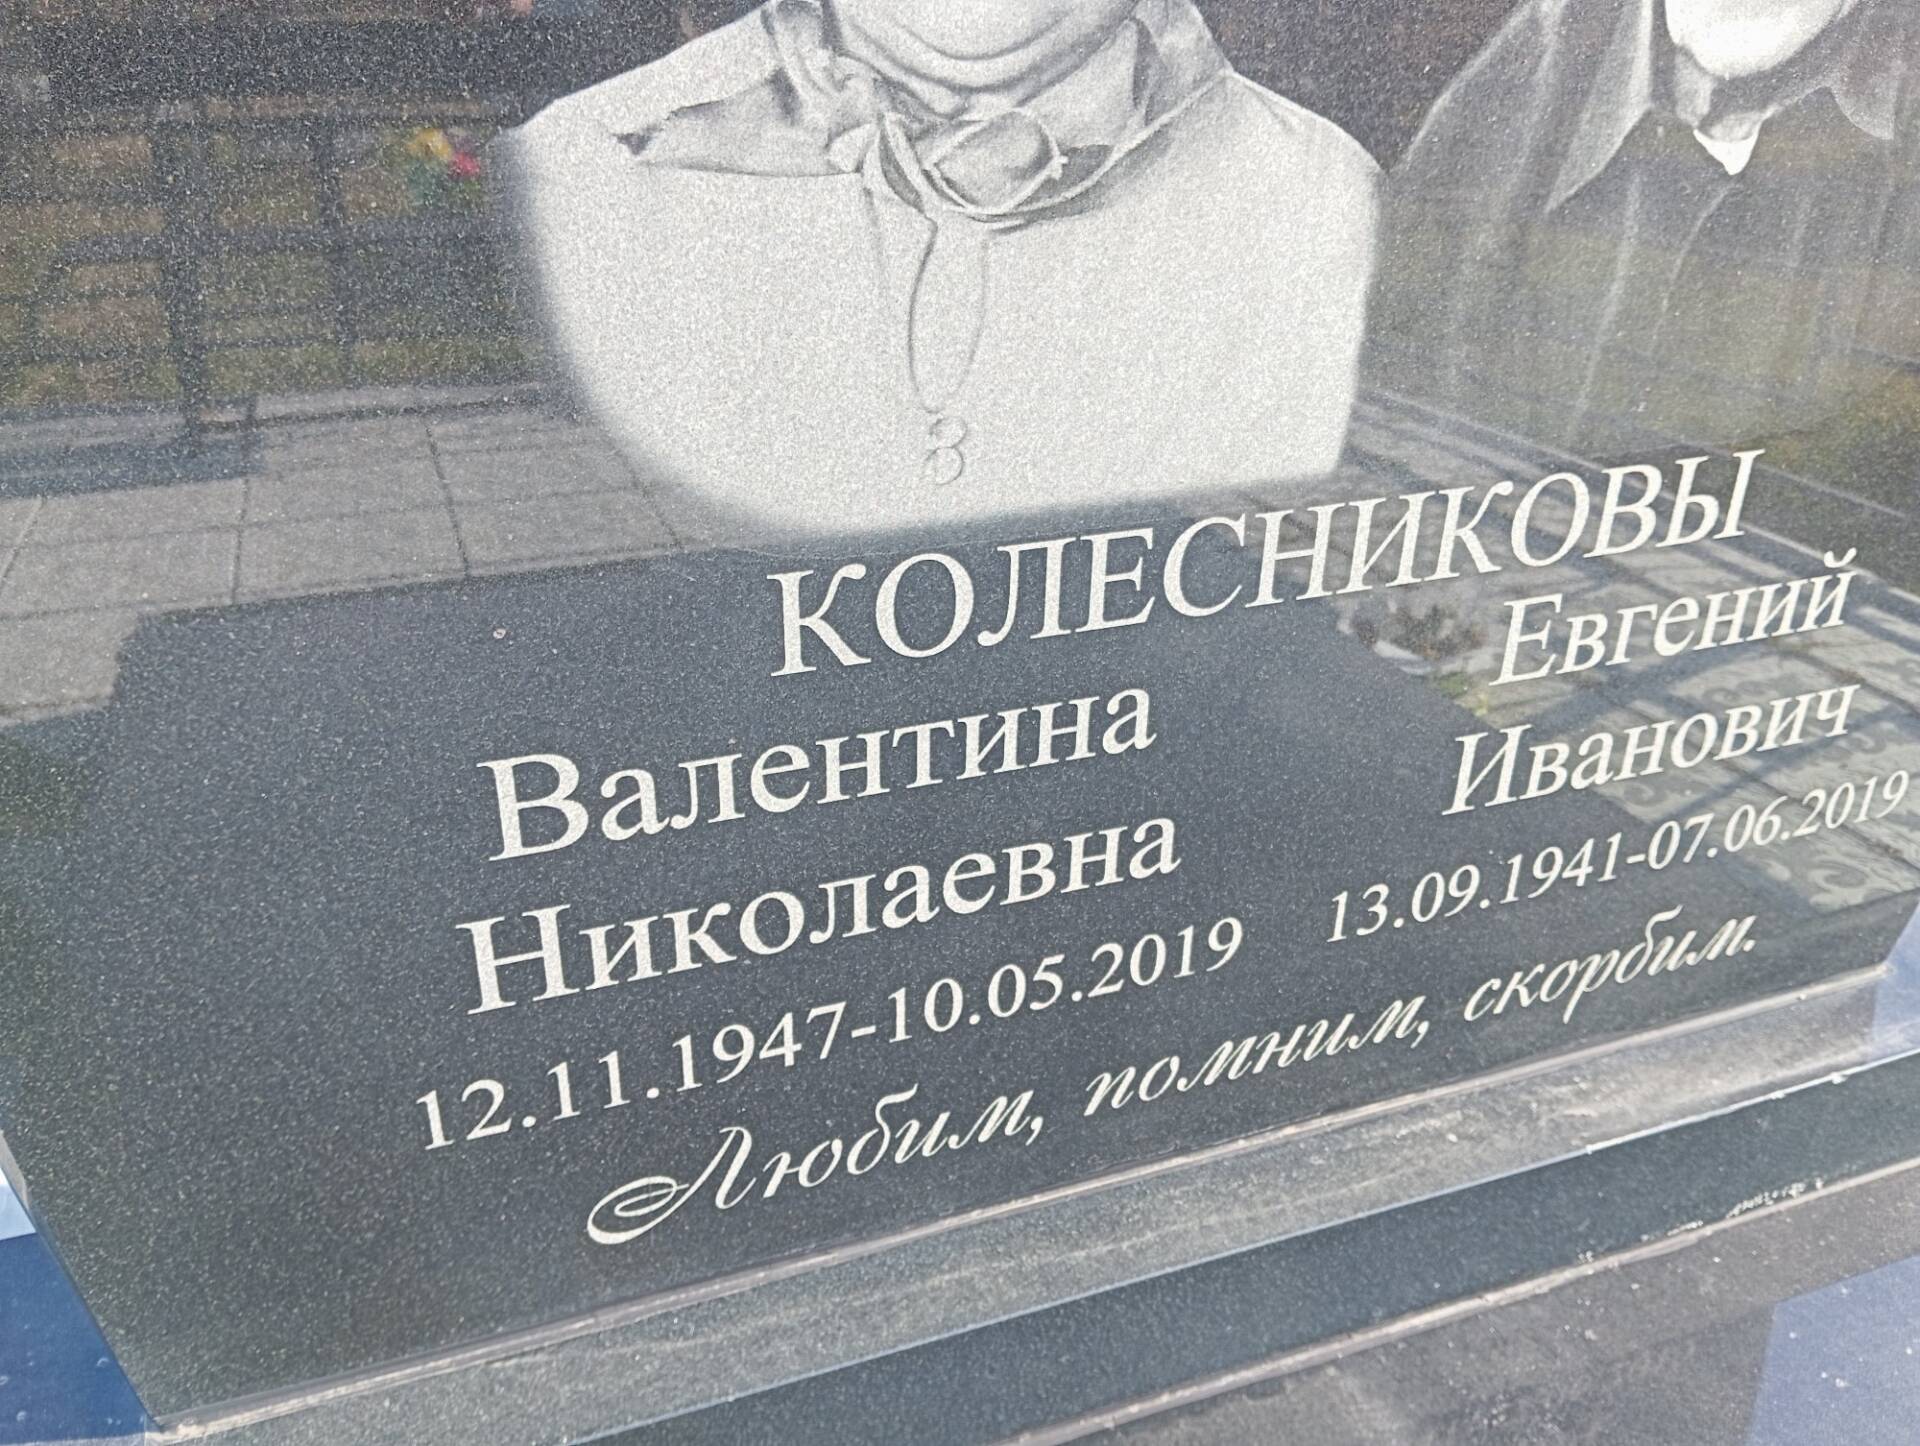 КОЛЕСНИКОВЫ
Валентина
Николаевна
12.11.1947-10.05.2019
Евгений
Иванович
13.09.1941-07.06.2019
Любим, помним, скорбим.